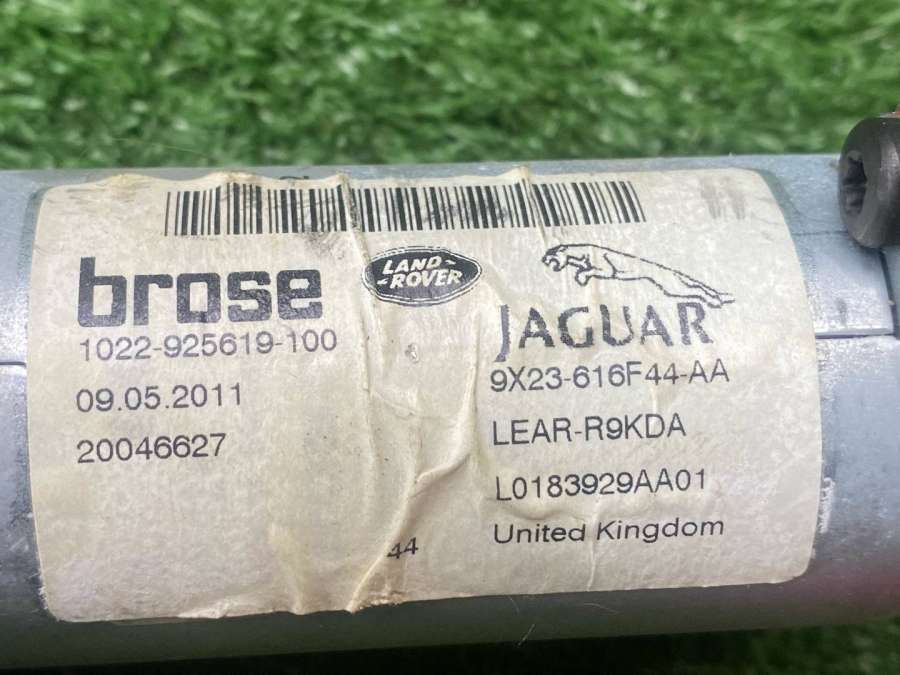 brose
LAND-
-ROVER
JAGUAR
1022-925619-100
9X23-616F44-AA
09.05.2011
LEAR-R9KDA
20046627
L0183929AA01
United Kingdom
44